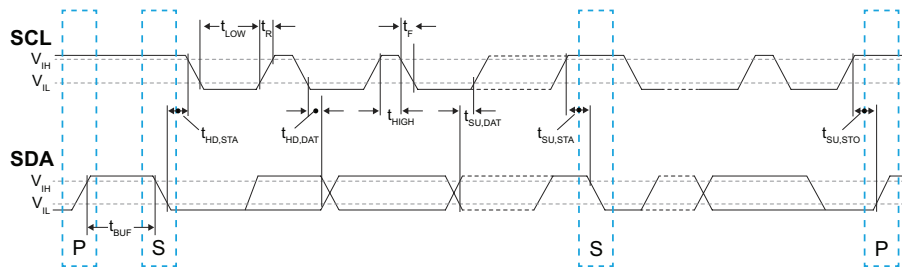 t_LOW t_R t_F
SCL
V_IH
V_IL
t_HD,STA t_HD,DAT t_HIGH t_SU,DAT t_SU,STA t_SU,STO
SDA
V_IH
V_IL
P t_BUF S S P